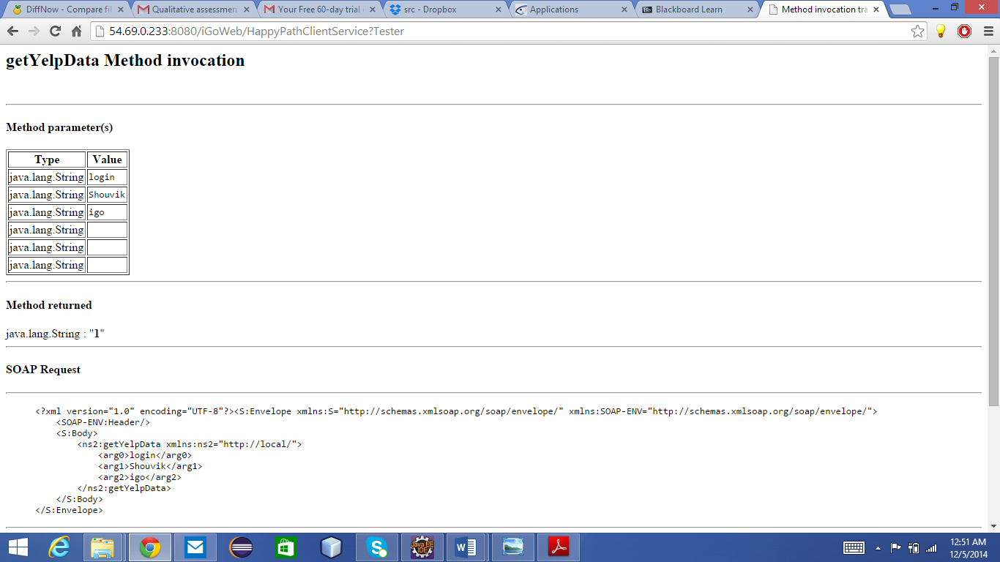 DiffNow - Compare fil
Qualitative assessmen
Your Free 60-day trial
src - Dropbox
Applications
Blackboard Learn
Method invocation tra
54.69.0.233:8080/iGoWeb/HappyPathClientService?Tester
getYelpData Method invocation
Method parameter(s)
Type Value
java.lang.String login
java.lang.String Shouvik
java.lang.String igo
java.lang.String
java.lang.String
java.lang.String
Method returned
java.lang.String : "1"
SOAP Request
<?xml version="1.0" encoding="UTF-8"?><S:Envelope xmlns:S="http://schemas.xmlsoap.org/soap/envelope/" xmlns:SOAP-ENV="http://schemas.xmlsoap.org/soap/envelope/">
<SOAP-ENV:Header/>
<S:Body>
<ns2:getYelpData xmlns:ns2="http://local/">
<arg0>login</arg0>
<arg1>Shouvik</arg1>
<arg2>igo</arg2>
</ns2:getYelpData>
</S:Body>
</S:Envelope>
Java EE
IDE
12:51 AM
12/5/2014